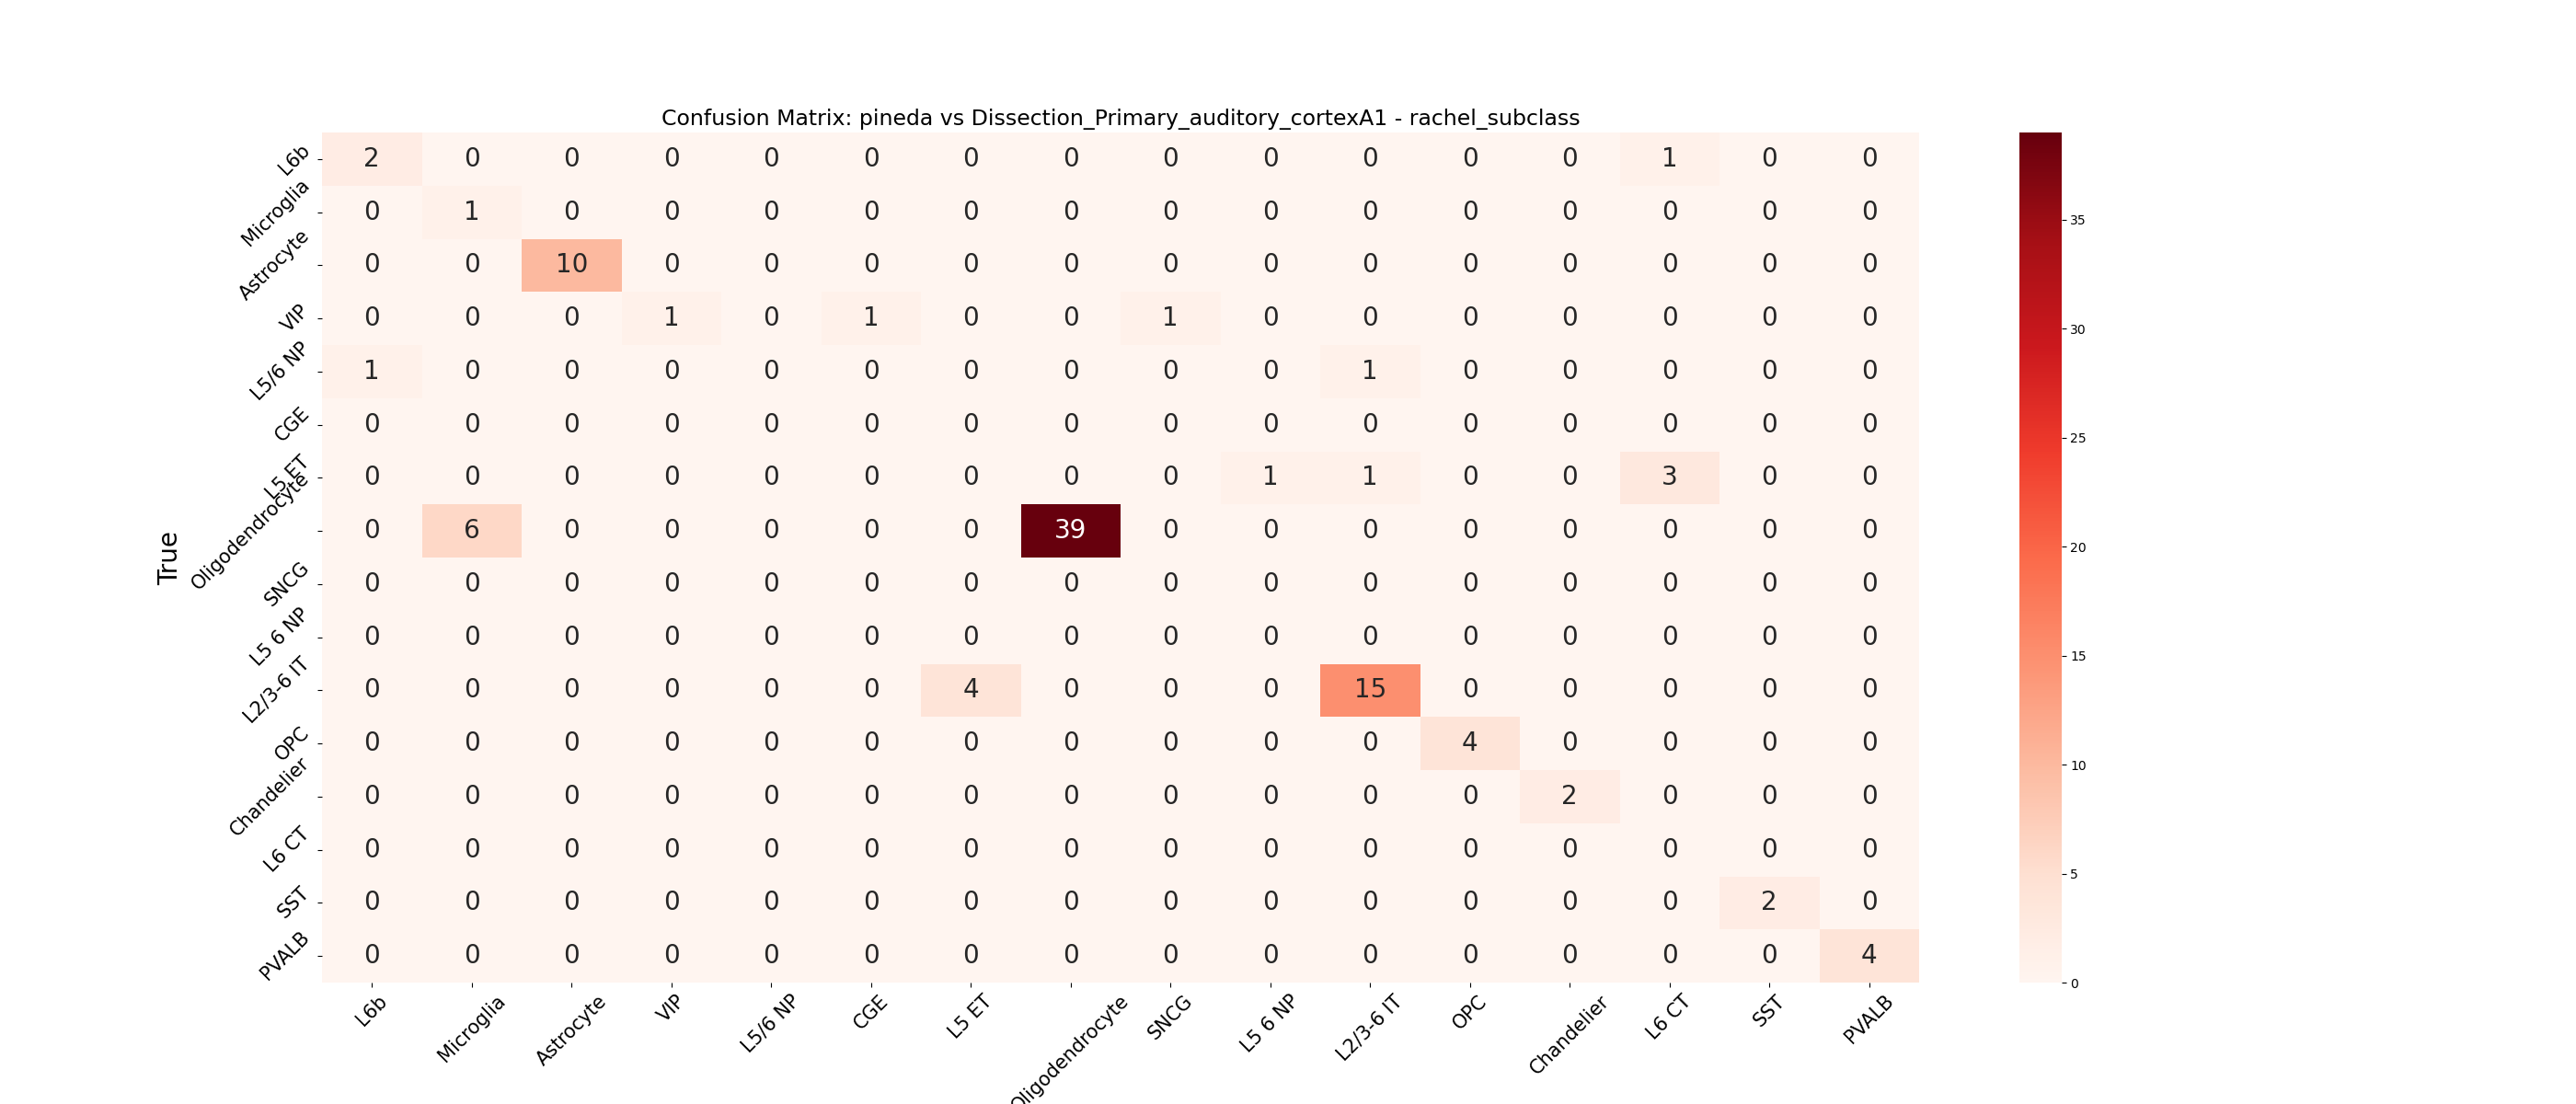 Confusion Matrix: pineda vs Dissection_Primary_auditory_cortexA1 - rachel_subclass
True
L6b 2 0 0 0 0 0 0 0 0 0 0 0 0 1 0 0
Microglia 0 1 0 0 0 0 0 0 0 0 0 0 0 0 0 0
Astrocyte 0 0 10 0 0 0 0 0 0 0 0 0 0 0 0 0
VIP 0 0 0 1 0 1 0 0 1 0 0 0 0 0 0 0
L5/6 NP 1 0 0 0 0 0 0 0 0 0 1 0 0 0 0 0
CGE 0 0 0 0 0 0 0 0 0 0 0 0 0 0 0 0
L5 ET 0 0 0 0 0 0 0 0 0 1 1 0 0 3 0 0
Oligodendrocyte 0 6 0 0 0 0 0 39 0 0 0 0 0 0 0 0
SNCG 0 0 0 0 0 0 0 0 0 0 0 0 0 0 0 0
L5 6 NP 0 0 0 0 0 0 0 0 0 0 0 0 0 0 0 0
L2/3-6 IT 0 0 0 0 0 0 4 0 0 0 15 0 0 0 0 0
OPC 0 0 0 0 0 0 0 0 0 0 0 4 0 0 0 0
Chandelier 0 0 0 0 0 0 0 0 0 0 0 0 2 0 0 0
L6 CT 0 0 0 0 0 0 0 0 0 0 0 0 0 0 0 0
SST 0 0 0 0 0 0 0 0 0 0 0 0 0 0 2 0
PVALB 0 0 0 0 0 0 0 0 0 0 0 0 0 0 0 4
L6b Microglia Astrocyte VIP L5/6 NP CGE L5 ET Oligodendrocyte SNCG L5 6 NP L2/3-6 IT OPC Chandelier L6 CT SST PVALB
35
30
25
20
15
10
5
0